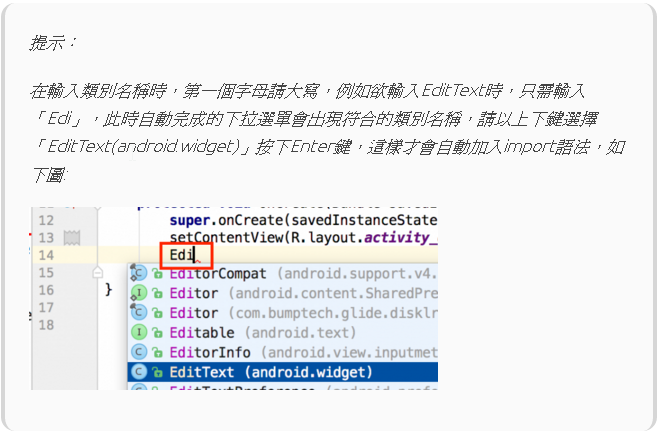 提示：
在輸入類別名稱時，第一個字母請大寫，例如欲輸入EditText時，只需輸入
「Edi」，此時自動完成的下拉選單會出現符合的類別名稱，請以上下鍵選擇
「EditText(android.widget)」按下Enter鍵，這樣才會自動加入import語法，如
下圖:
12 super.onCreate(savedInstanceState
13 setContentView(R.layout.activity_
14 Edi
15 EditorCompat (android.support.v4.
16 } Editor (android.content.SharedPre
17 Editor (com.bumptech.glide.disklr
18 Editable (android.text)
EditorInfo (android.view.inputmet
EditText (android.widget)